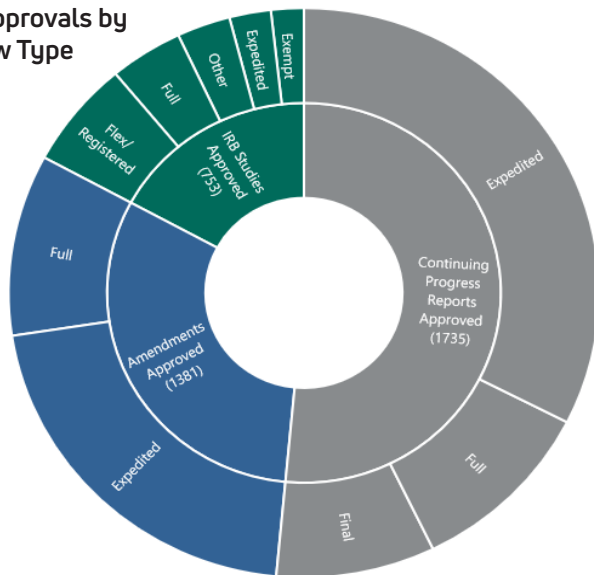 provals by
w Type
Expedited
Full
Final
Continuing
Progress
Reports
Approved
(1735)
Amendments
Approved
(1381)
Expedited
Full
IRB Studies
Approved
(753)
Flex/
Registered
Full
Other
Expedited
Exempt